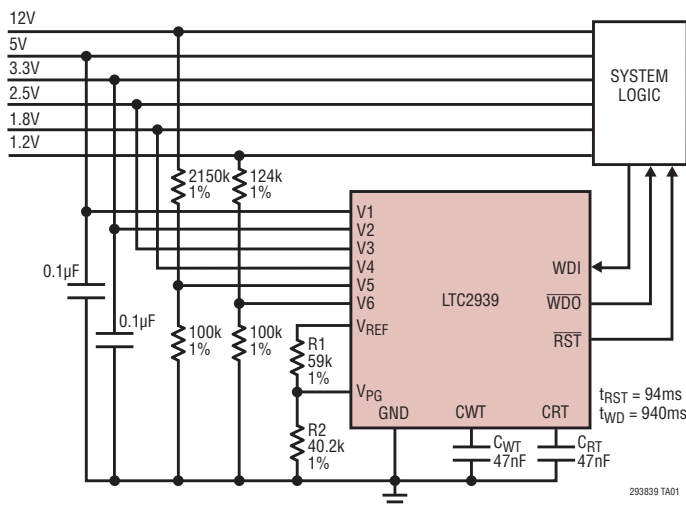 12V
5V
3.3V
2.5V
1.8V
1.2V
SYSTEM
LOGIC
2150k
1%
124k
1%
V1
V2
V3
V4
V5
V6
VREF
VPG
GND
CWT
CRT
WDI
WDO
RST
LTC2939
0.1µF
0.1µF
100k
1%
100k
1%
R1
59k
1%
R2
40.2k
1%
CWT
47nF
CRT
47nF
tRST = 94ms
tWD = 940ms
293839 TA01